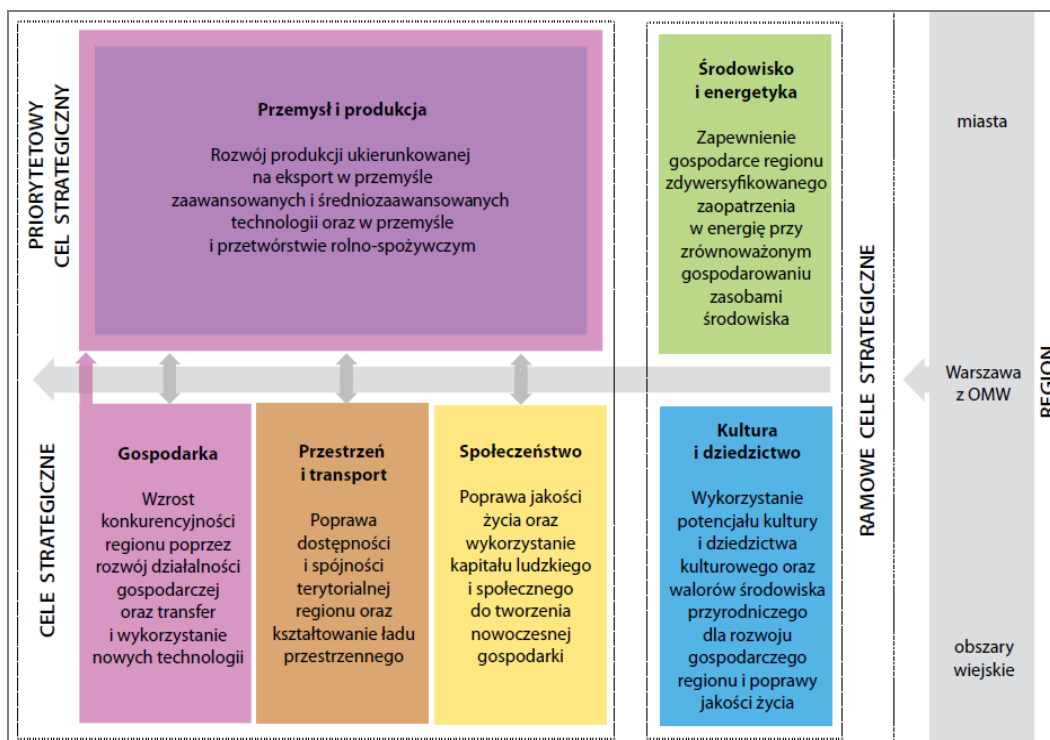 PRIORYTETOWY
CEL STRATEGICZNY
Przemysł i produkcja
Rozwój produkcji ukierunkowanej
na eksport w przemyśle
zaawansowanych i średniozaawansowanych
technologii oraz w przemyśle
i przetwórstwie rolno-spożywczym
Środowisko
i energetyka
Zapewnienie
gospodarce regionu
zdywersyfikowanego
zaopatrzenia
w energię przy
zrównoważonym
gospodarowaniu
zasobami
środowiska
CELE STRATEGICZNE
Gospodarka
Wzrost
konkurencyjności
regionu poprzez
rozwój działalności
gospodarczej
oraz transfer
i wykorzystanie
nowych technologii
Przestrzeń
i transport
Poprawa
dostępności
i spójności
terytorialnej
regionu oraz
kształtowanie ładu
przestrzennego
Społeczeństwo
Poprawa jakości
życia oraz
wykorzystanie
kapitału ludzkiego
i społecznego
do tworzenia
nowoczesnej
gospodarki
Kultura
i dziedzictwo
Wykorzystanie
potencjału kultury
i dziedzictwa
kulturowego oraz
walorów środowiska
przyrodniczego
dla rozwoju
gospodarczego
regionu i poprawy
jakości życia
RAMOWE CELE STRATEGICZNE
miasta
Warszawa
z OMW
obszary
wiejskie
REGION